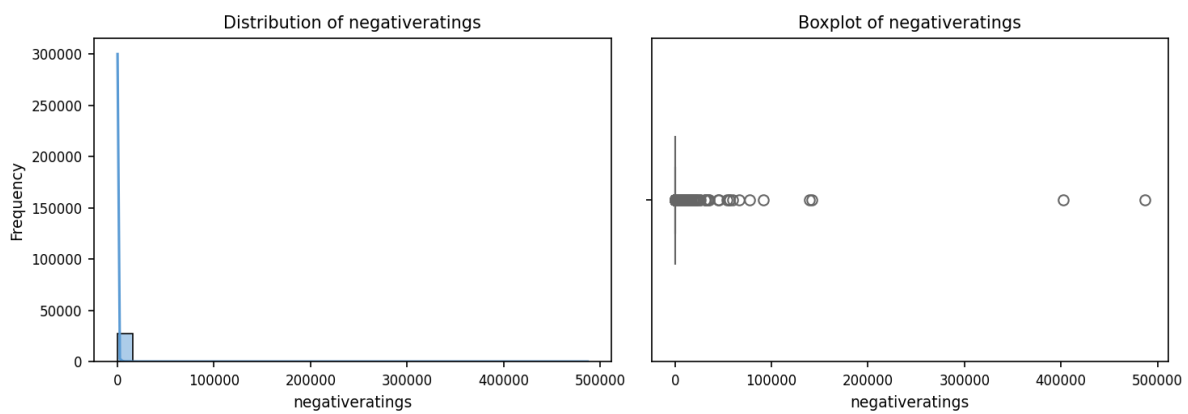 Distribution of negativeratings
Frequency
300000
250000
200000
150000
100000
50000
0
0 100000 200000 300000 400000 500000
negativeratings
Boxplot of negativeratings
0 100000 200000 300000 400000 500000
negativeratings